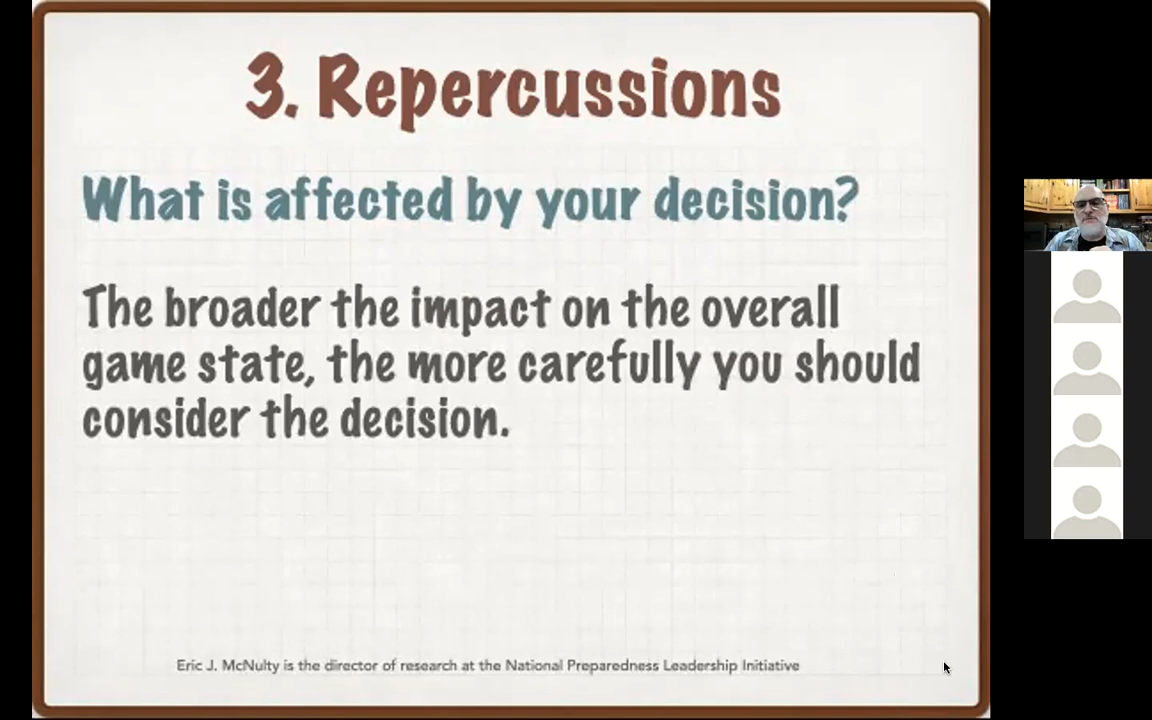 3. Repercussions
What is affected by your decision?
The broader the impact on the overall
game state, the more carefully you should
consider the decision.
Eric J. McNulty is the director of research at the National Preparedness Leadership Initiative